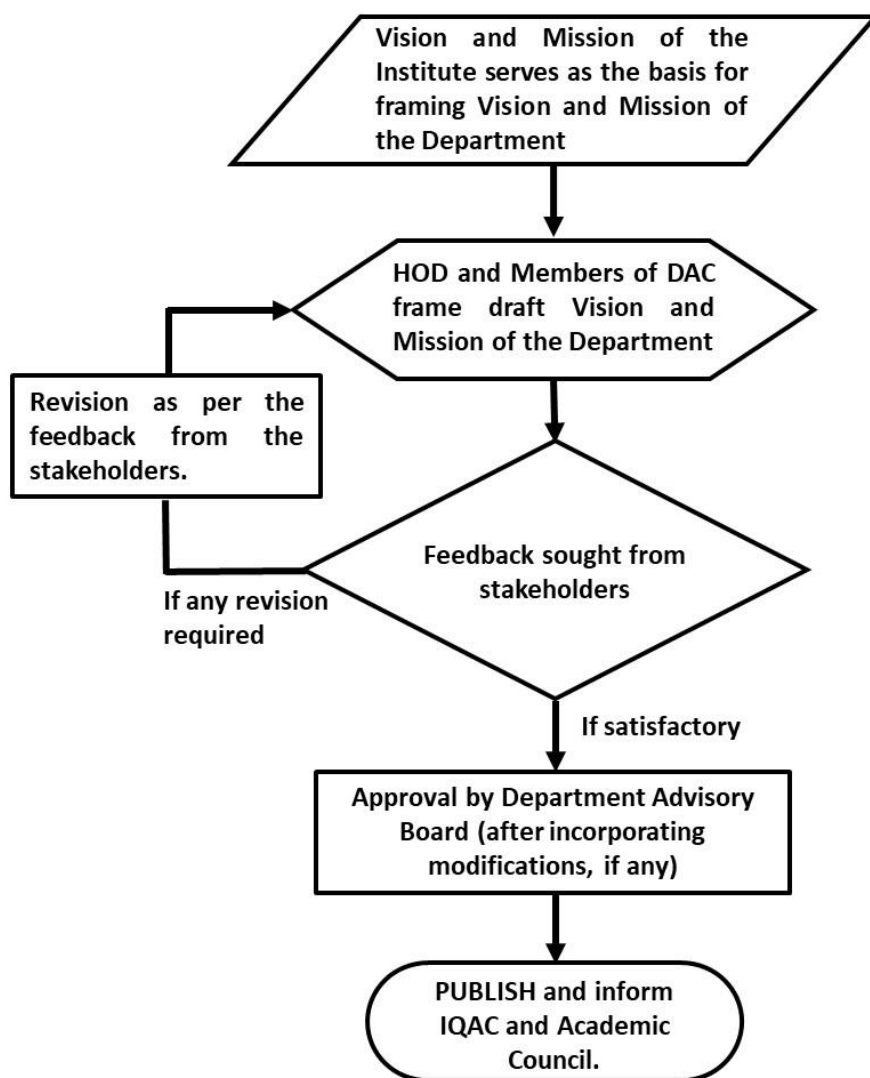 Vision and Mission of the
Institute serves as the basis for
framing Vision and Mission of
the Department
HOD and Members of DAC
frame draft Vision and
Mission of the Department
Revision as per the
feedback from the
stakeholders.
Feedback sought from
stakeholders
If any revision
required
If satisfactory
Approval by Department Advisory
Board (after incorporating
modifications, if any)
PUBLISH and inform
IQAC and Academic
Council.